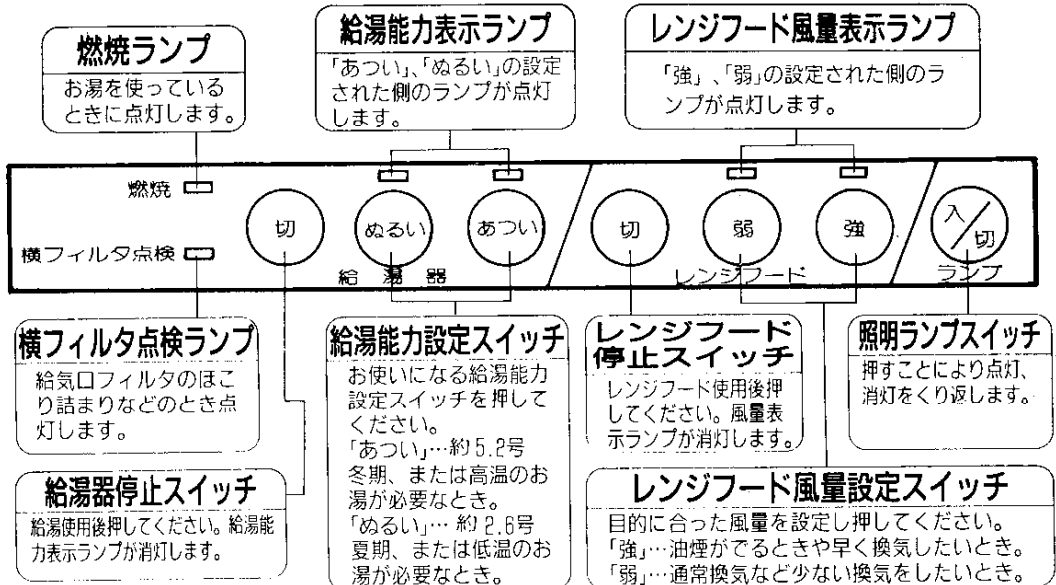 燃焼ランプ
お湯を使っている
ときに点灯します。
給湯能力表示ランプ
「あつい」、「ぬるい」の設定
された側のランプが点灯
します。
レンジフード風量表示ランプ
「強」、「弱」の設定された側のラ
ンプが点灯します。
燃焼
横フィルタ点検
切
ぬるい
あつい
給湯器
切
弱
強
レンジフード
入/切
ランプ
横フィルタ点検ランプ
給気口フィルタのほこ
り詰まりなどのとき点
灯します。
給湯器停止スイッチ
給湯使用後押してください。給湯能
力表示ランプが消灯します。
給湯能力設定スイッチ
お使いになる給湯能力
設定スイッチを押して
ください。
「あつい」…約5.2号
冬期、または高温のお
湯が必要なとき。
「ぬるい」…約2.6号
夏期、または低温のお
湯が必要なとき。
レンジフード
停止スイッチ
レンジフード使用後押
してください。風量表
示ランプが消灯します。
照明ランプスイッチ
押すことにより点灯、
消灯をくり返します。
レンジフード風量設定スイッチ
目的に合った風量を設定し押してください。
「強」…油煙がでるときや早く換気したいとき。
「弱」…通常換気など少ない換気をしたいとき。